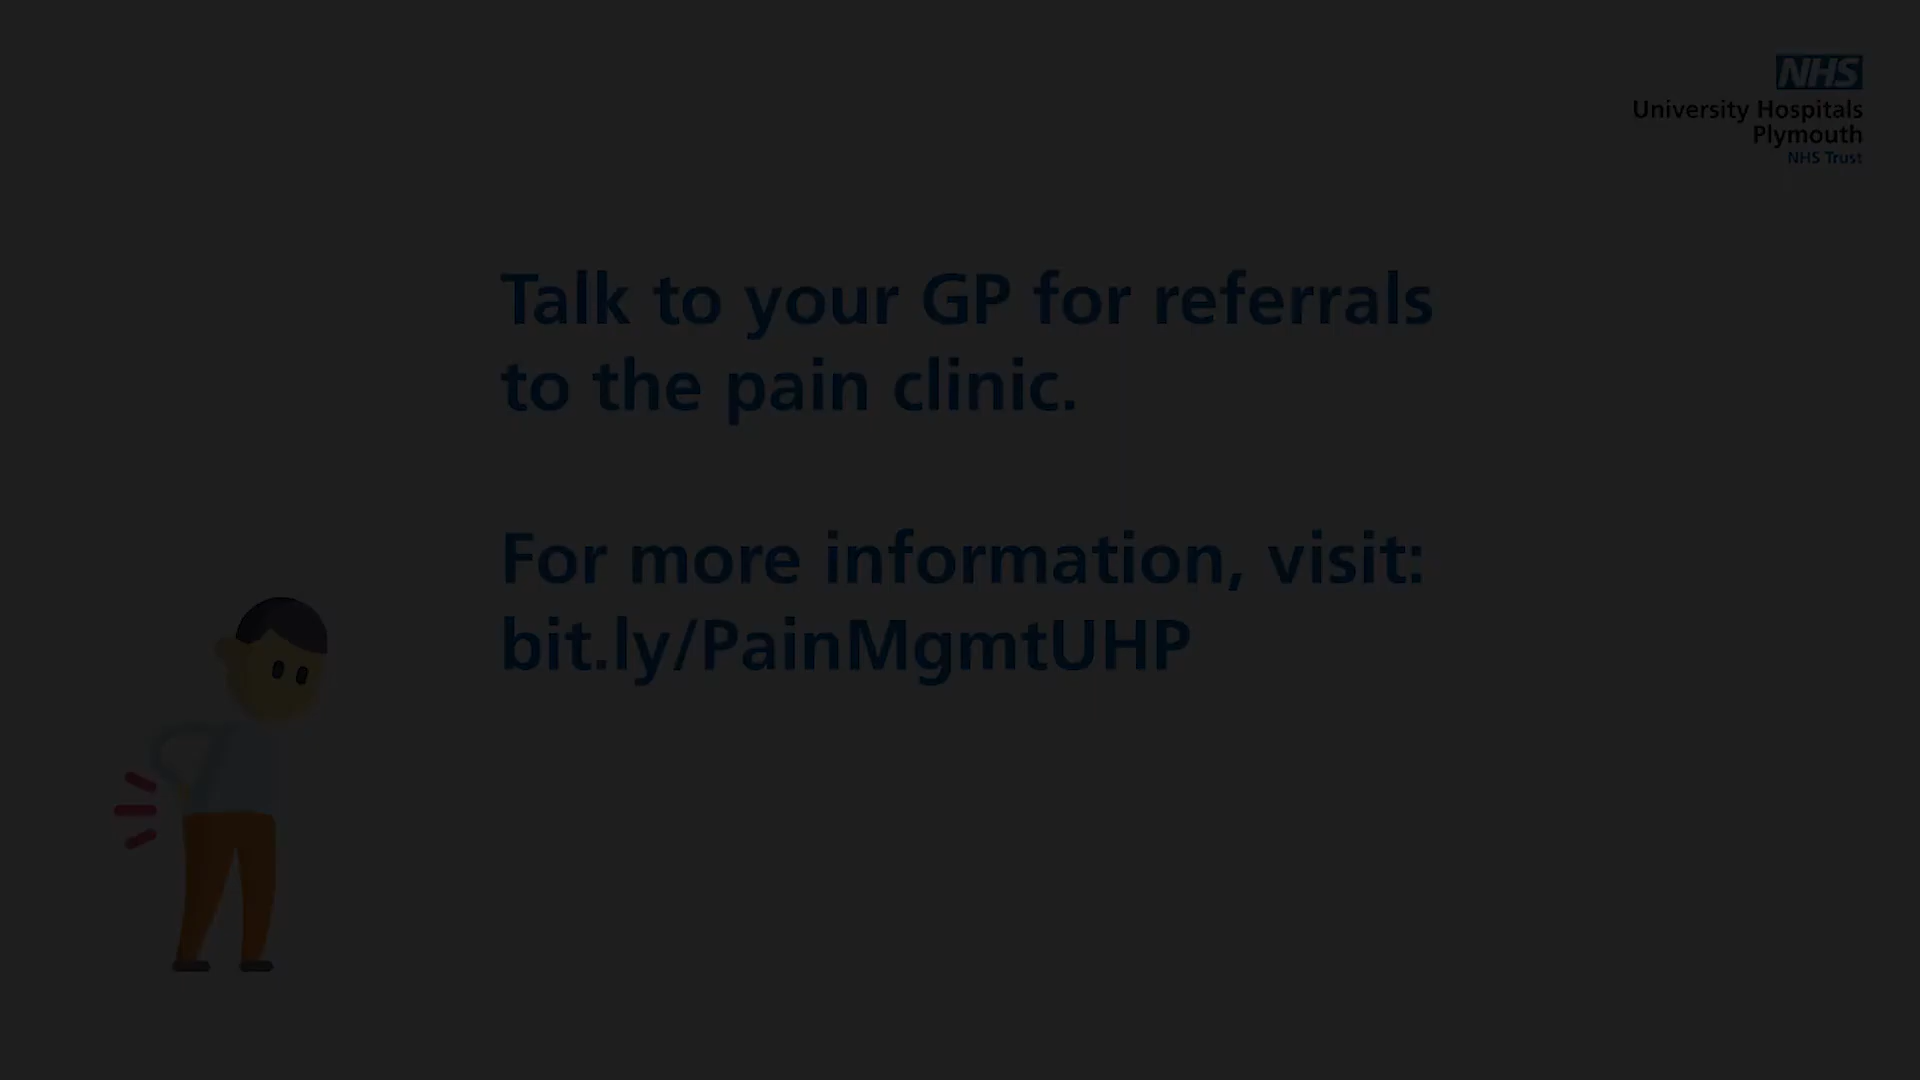 NHS
University Hospitals
Plymouth
NHS Trust
Talk to your GP for referrals
to the pain clinic.
For more information, visit:
bit.ly/PainMgmtUHP